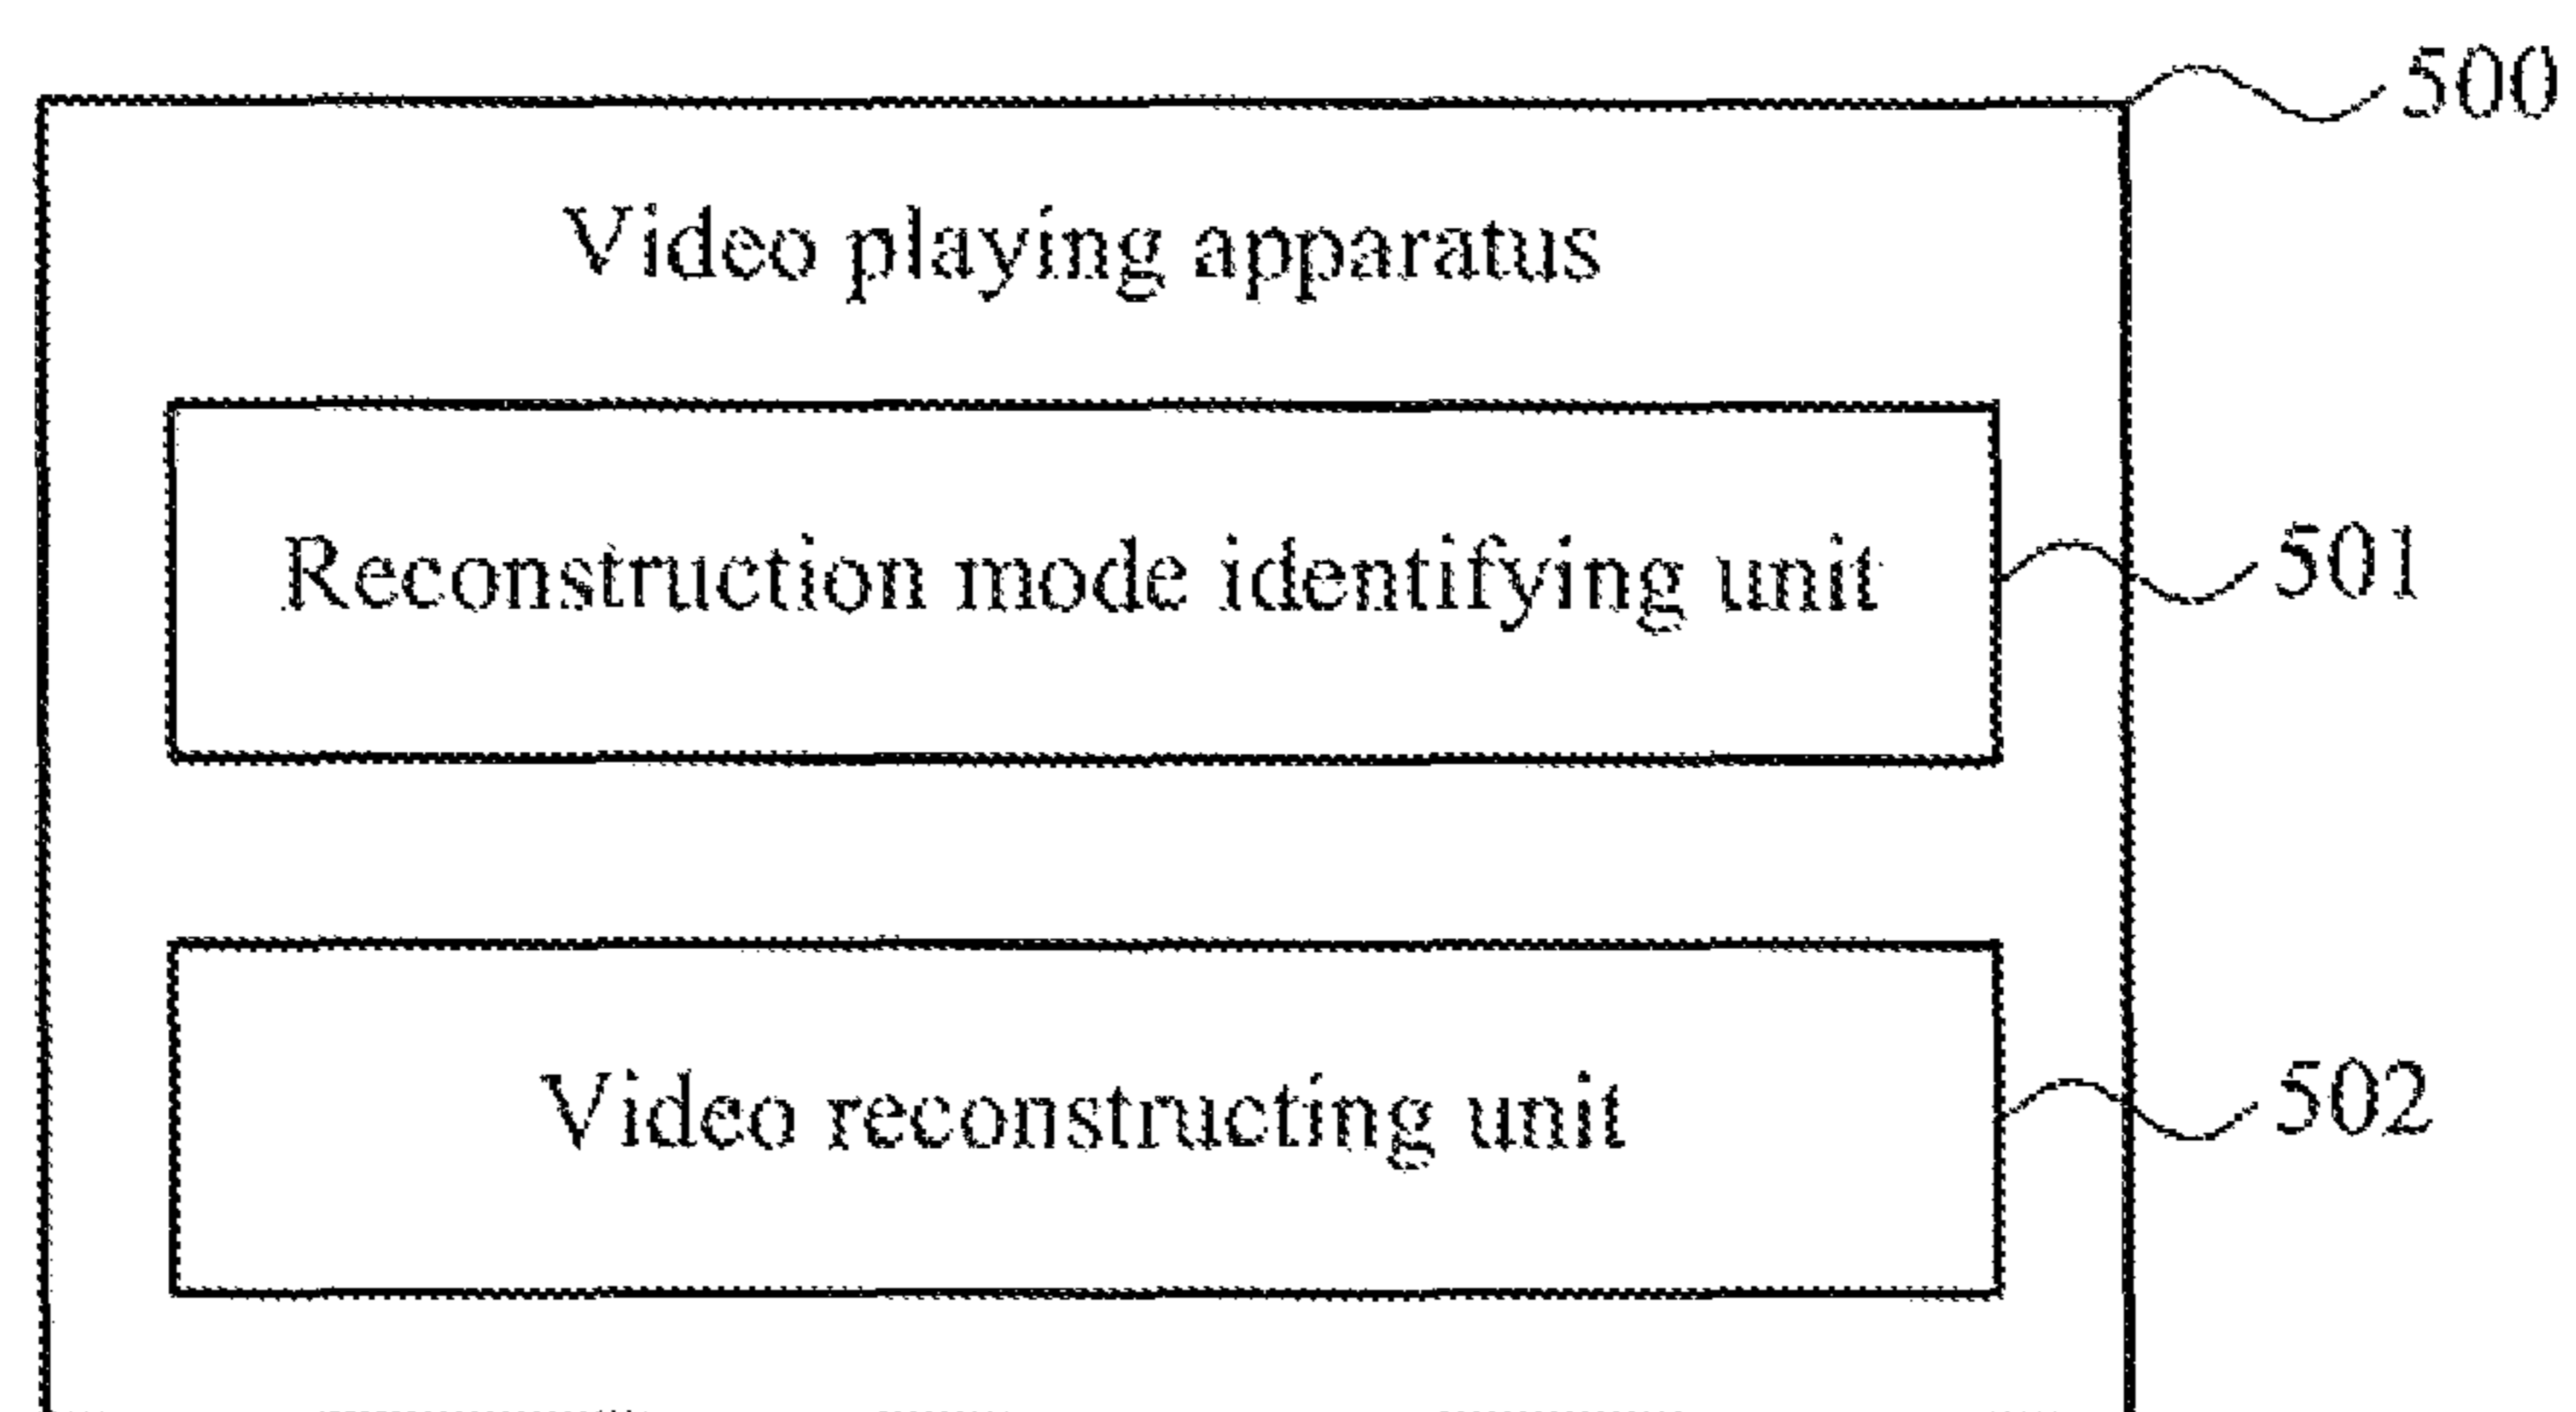 500
Video playing apparatus
Reconstruction mode identifying unit
501
Video reconstructing unit
502